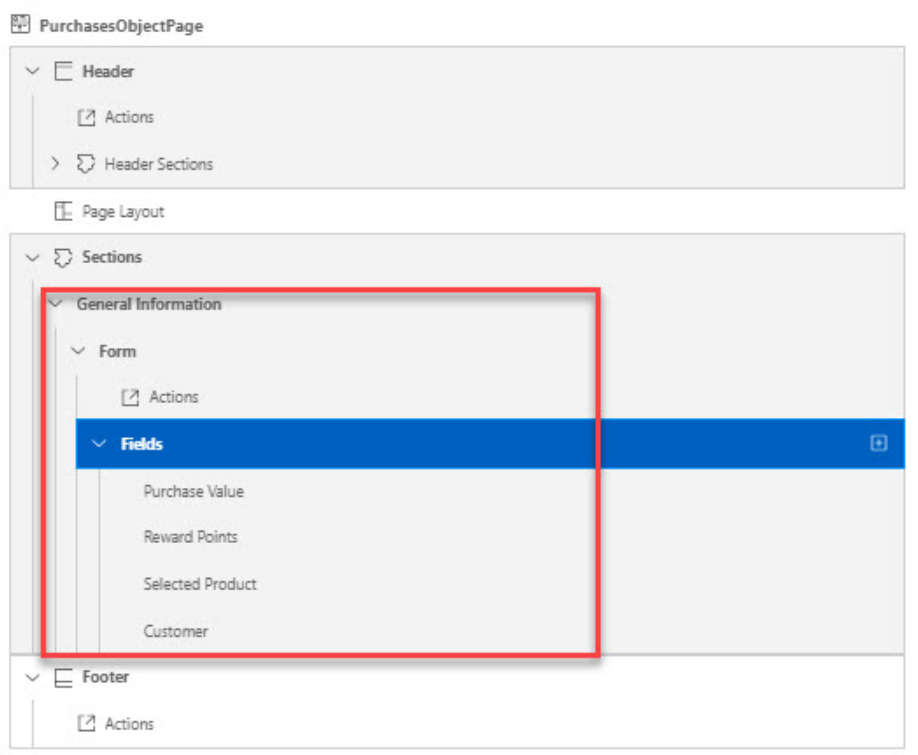 PurchasesObjectPage
Header
Actions
Header Sections
Page Layout
Sections
General Information
Form
Actions
Fields
Purchase Value
Reward Points
Selected Product
Customer
Footer
Actions